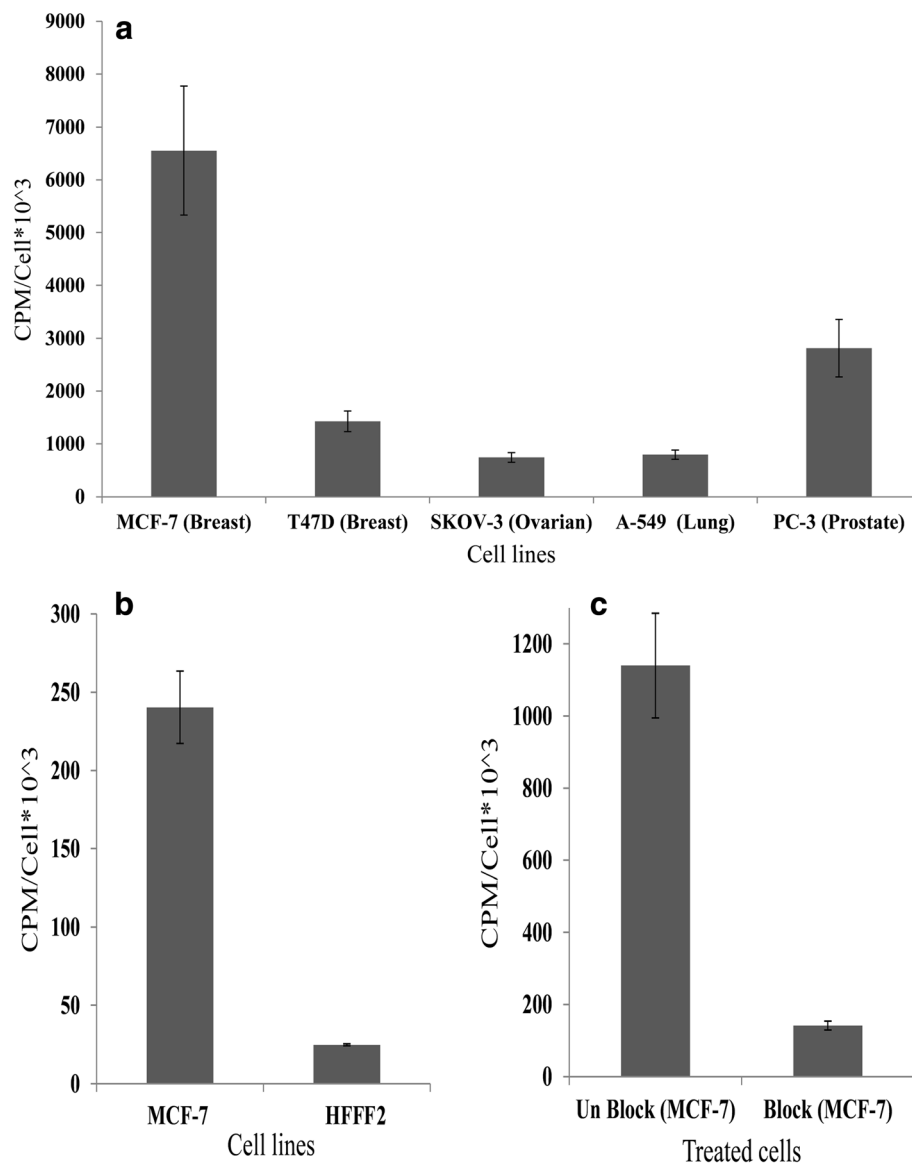 a
9000
8000
7000
6000
5000
4000
3000
2000
1000
0
CPM/Cell*10^3
MCF-7 (Breast) T47D (Breast) SKOV-3 (Ovarian) A-549 (Lung) PC-3 (Prostate)
Cell lines
b
300
250
200
150
100
50
0
CPM/Cell*10^3
MCF-7 HFFF2
Cell lines
c
1200
1000
800
600
400
200
0
CPM/Cell*10^3
Un Block (MCF-7) Block (MCF-7)
Treated cells